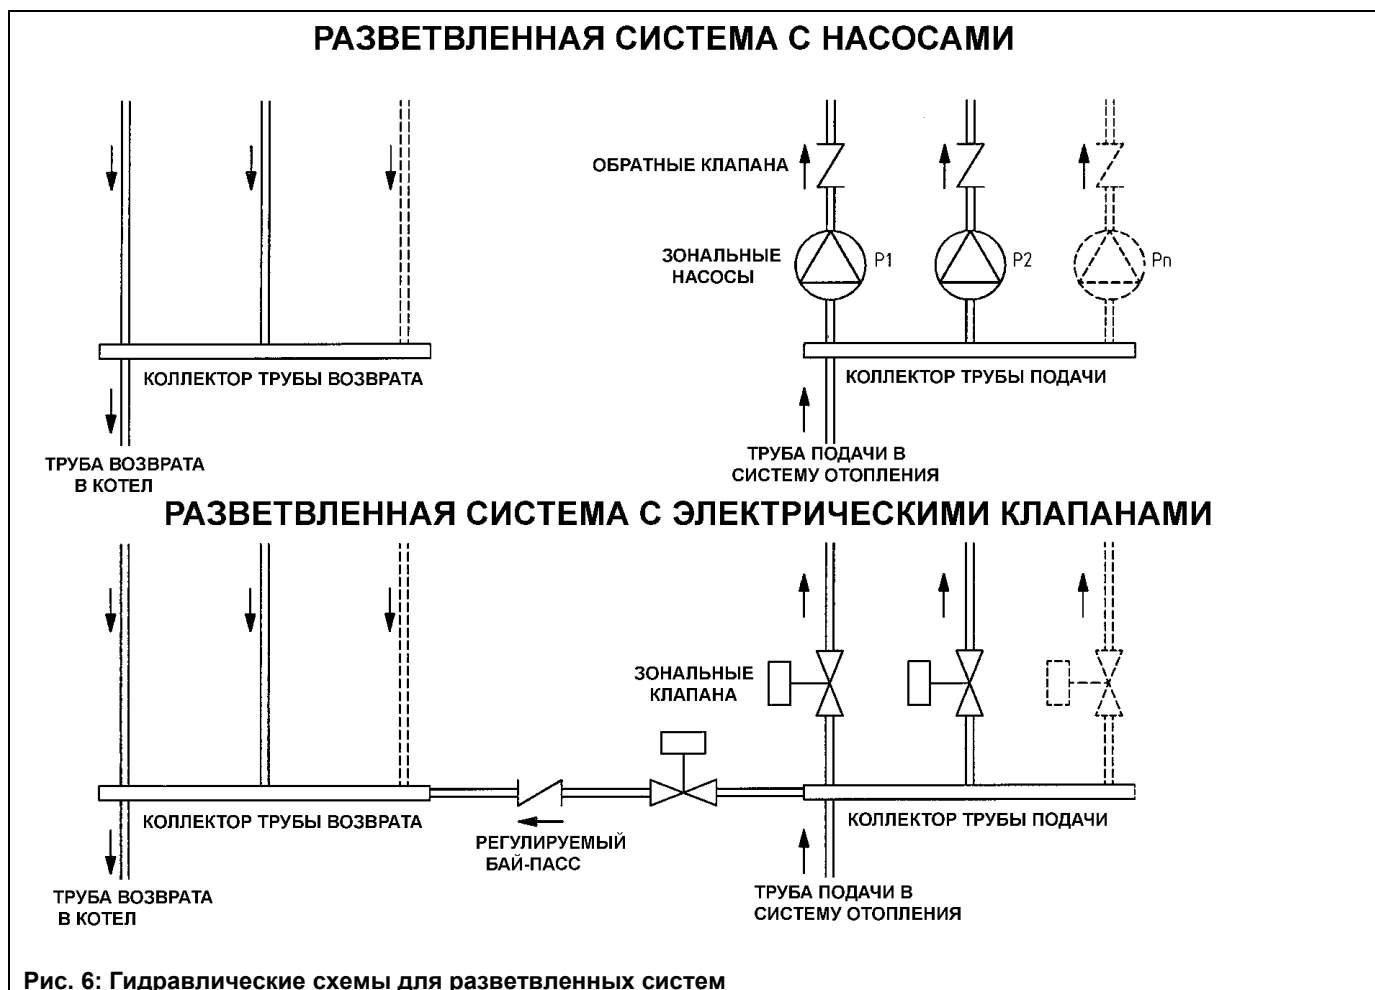 РАЗВЕТВЛЕННАЯ СИСТЕМА С НАСОСАМИ
ОБРАТНЫЕ КЛАПАНА
ЗОНАЛЬНЫЕ
НАСОСЫ
P1
P2
Pn
КОЛЛЕКТОР ТРУБЫ ВОЗВРАТА
КОЛЛЕКТОР ТРУБЫ ПОДАЧИ
ТРУБА ВОЗВРАТА
В КОТЕЛ
ТРУБА ПОДАЧИ В
СИСТЕМУ ОТОПЛЕНИЯ
РАЗВЕТВЛЕННАЯ СИСТЕМА С ЭЛЕКТРИЧЕСКИМИ КЛАПАНАМИ
ЗОНАЛЬНЫЕ
КЛАПАНА
КОЛЛЕКТОР ТРУБЫ ВОЗВРАТА
РЕГУЛИРУЕМЫЙ
БАЙ-ПАСС
КОЛЛЕКТОР ТРУБЫ ПОДАЧИ
ТРУБА ВОЗВРАТА
В КОТЕЛ
ТРУБА ПОДАЧИ В
СИСТЕМУ ОТОПЛЕНИЯ
Рис. 6: Гидравлические схемы для разветвленных систем